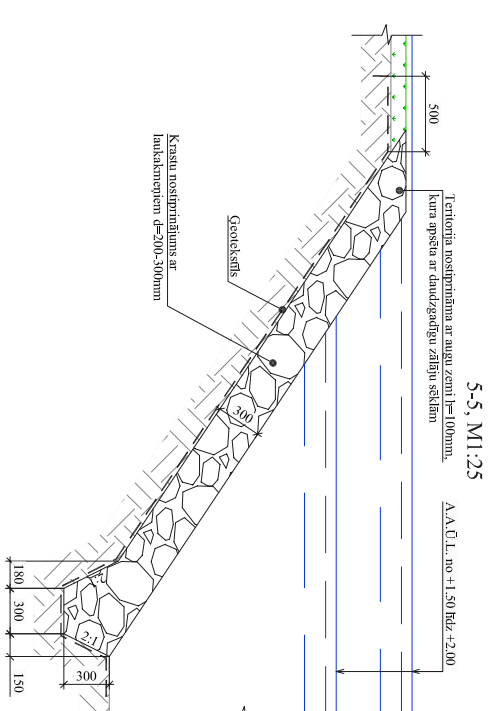 5-5, M1:25
A.A.Ū.L. no +1.50 līdz +2.00
Teritorija nostiprināma ar augu zemi h=100mm,
kura apsēta ar daudzgadīgu zālāju sēklām
500
Ģeotekstīls
Krastu nostiprinājums ar
laukakmeņiem d=200-300mm
300
2:1
300
180
300
150